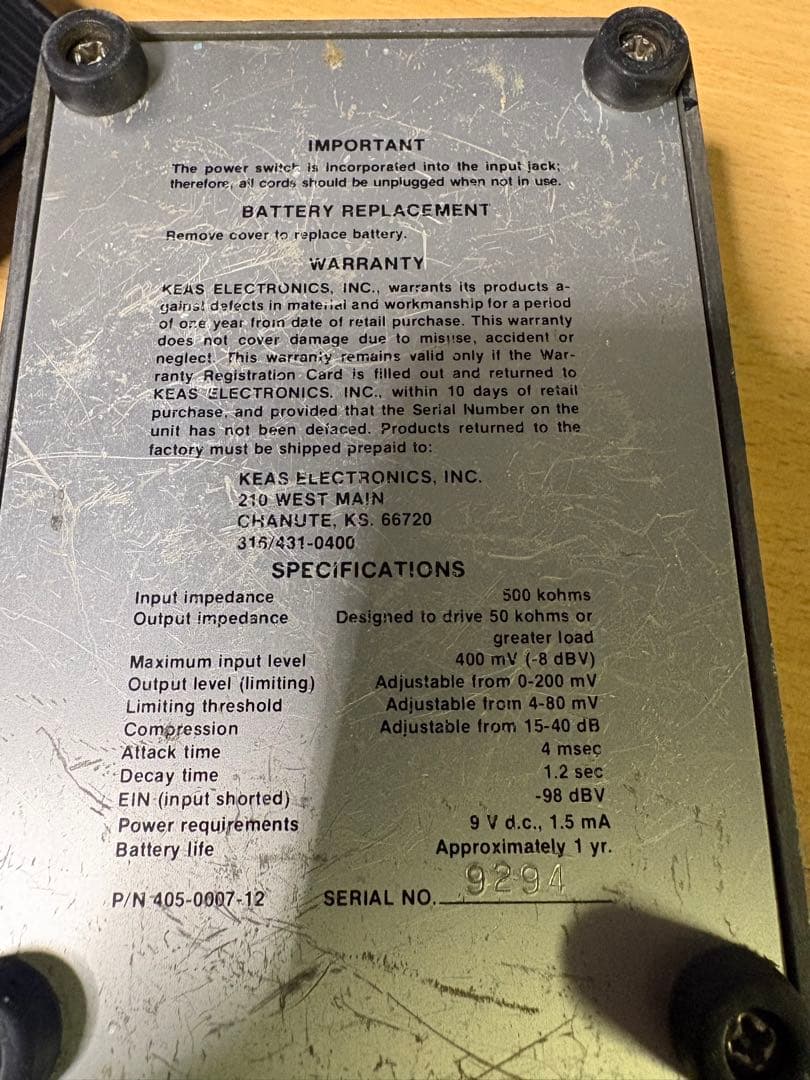 IMPORTANT
The power switch is incorporated into the input jack;
therefore, all cords should be unplugged when not in use.
BATTERY REPLACEMENT
Remove cover to replace battery.
WARRANTY
KEAS ELECTRONICS, INC., warrants its products a-
gainst defects in material and workmanship for a period
of one year from date of retail purchase. This warranty
does not cover damage due to misuse, accident or
neglect. This warranty remains valid only if the War-
ranty Registration Card is filled out and returned to
KEAS ELECTRONICS, INC., within 10 days of retail
purchase, and provided that the Serial Number on the
unit has not been defaced. Products returned to the
factory must be shipped prepaid to:
KEAS ELECTRONICS, INC.
210 WEST MAIN
CHANUTE, KS. 66720
316/431-0400
SPECIFICATIONS
Input impedance 500 kohms
Output impedance Designed to drive 50 kohms or
greater load
Maximum input level 400 mV (-8 dBV)
Output level (limiting) Adjustable from 0-200 mV
Limiting threshold Adjustable from 4-80 mV
Compression Adjustable from 15-40 dB
Attack time 4 msec
Decay time 1.2 sec
EIN (input shorted) -98 dBV
Power requirements 9 V d.c., 1.5 mA
Battery life Approximately 1 yr.
P/N 405-0007-12 SERIAL NO. 9294